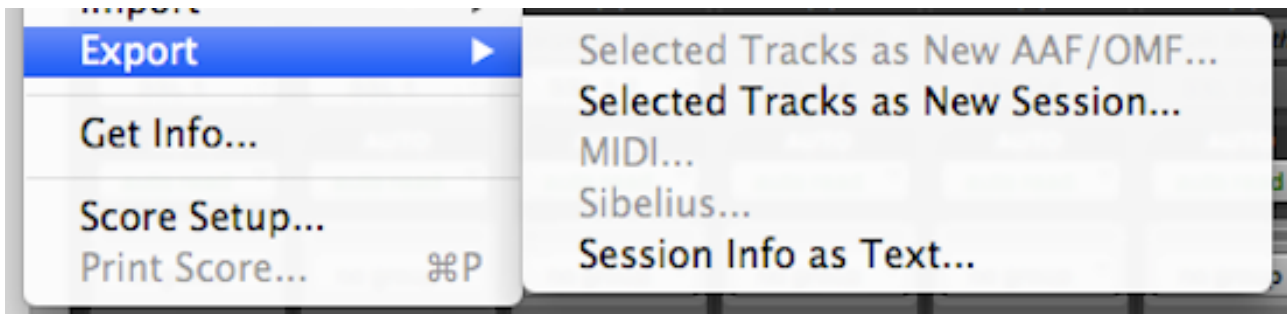 Import
Export
Get Info...
Score Setup...
Print Score... ⌘P
Selected Tracks as New AAF/OMF...
Selected Tracks as New Session...
MIDI...
Sibelius...
Session Info as Text...